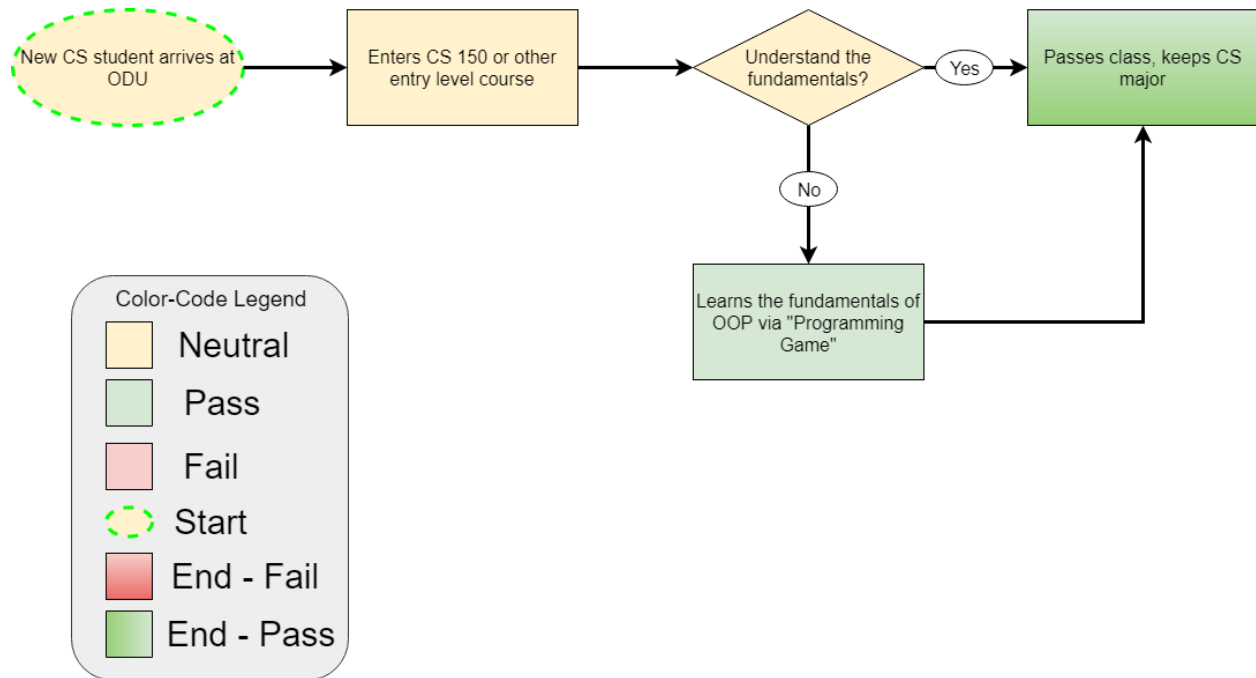 New CS student arrives at
ODU
Enters CS 150 or other
entry level course
Understand the
fundamentals?
Yes
Passes class, keeps CS
major
No
Learns the fundamentals of
OOP via "Programming
Game"
Color-Code Legend
Neutral
Pass
Fail
Start
End - Fail
End - Pass